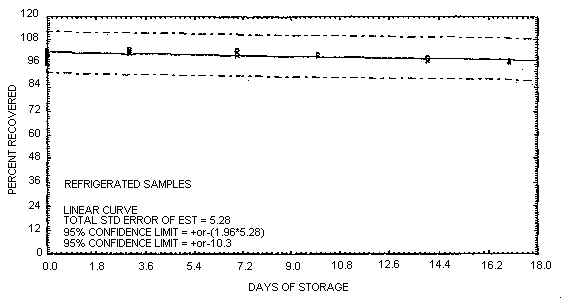 120
108
96
84
72
60
48
36
24
12
0
PERCENT RECOVERED
REFRIGERATED SAMPLES
LINEAR CURVE
TOTAL STD ERROR OF EST = 5.28
95% CONFIDENCE LIMIT = +or-(1.96*5.28)
95% CONFIDENCE LIMIT = +or-10.3
0.0 1.8 3.6 5.4 7.2 9.0 10.8 12.6 14.4 16.2 18.0
DAYS OF STORAGE